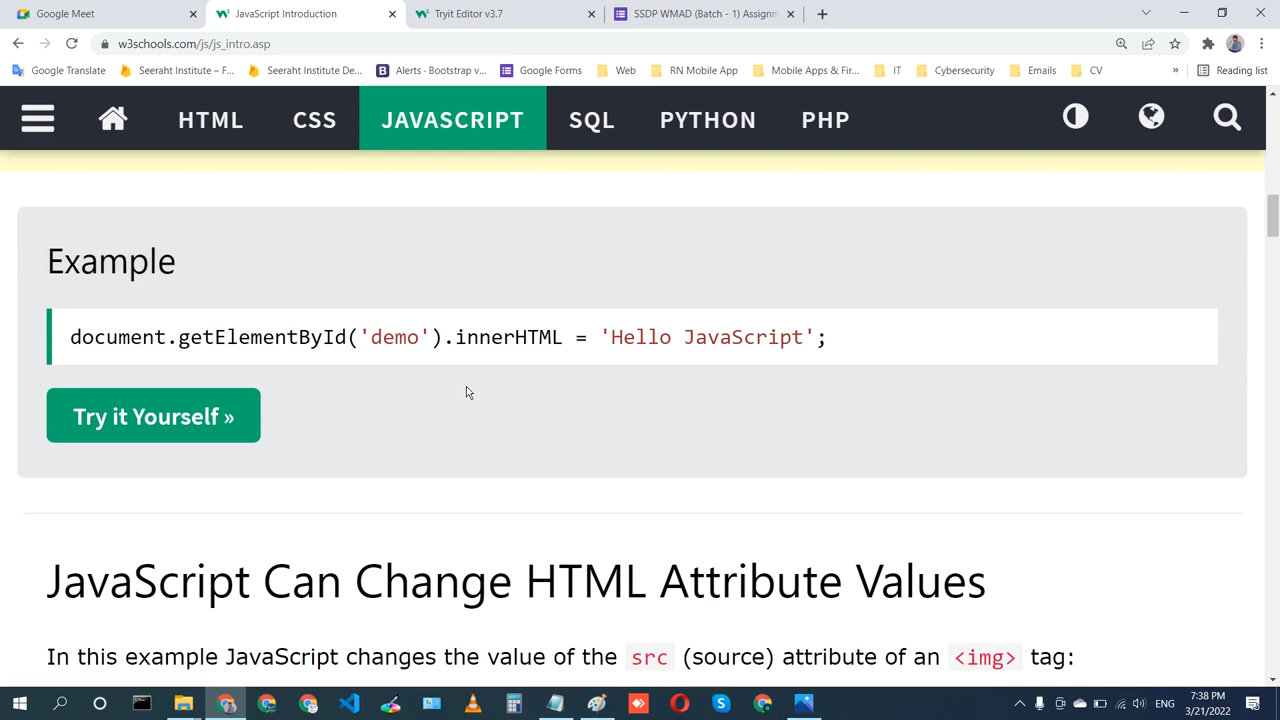 Google Meet
JavaScript Introduction
Tryit Editor v3.7
SSDP WMAD (Batch - 1) Assignm
w3schools.com/js/js_intro.asp
Google Translate
Seeraht Institute – F...
Seeraht Institute De...
Alerts · Bootstrap v...
Google Forms
Web
RN Mobile App
Mobile Apps & Fir...
IT
Cybersecurity
Emails
CV
»
Reading list
HTML
CSS
JAVASCRIPT
SQL
PYTHON
PHP
Example
document.getElementById('demo').innerHTML = 'Hello JavaScript';
Try it Yourself »
JavaScript Can Change HTML Attribute Values
In this example JavaScript changes the value of the src (source) attribute of an <img> tag:
ENG
7:38 PM
3/21/2022